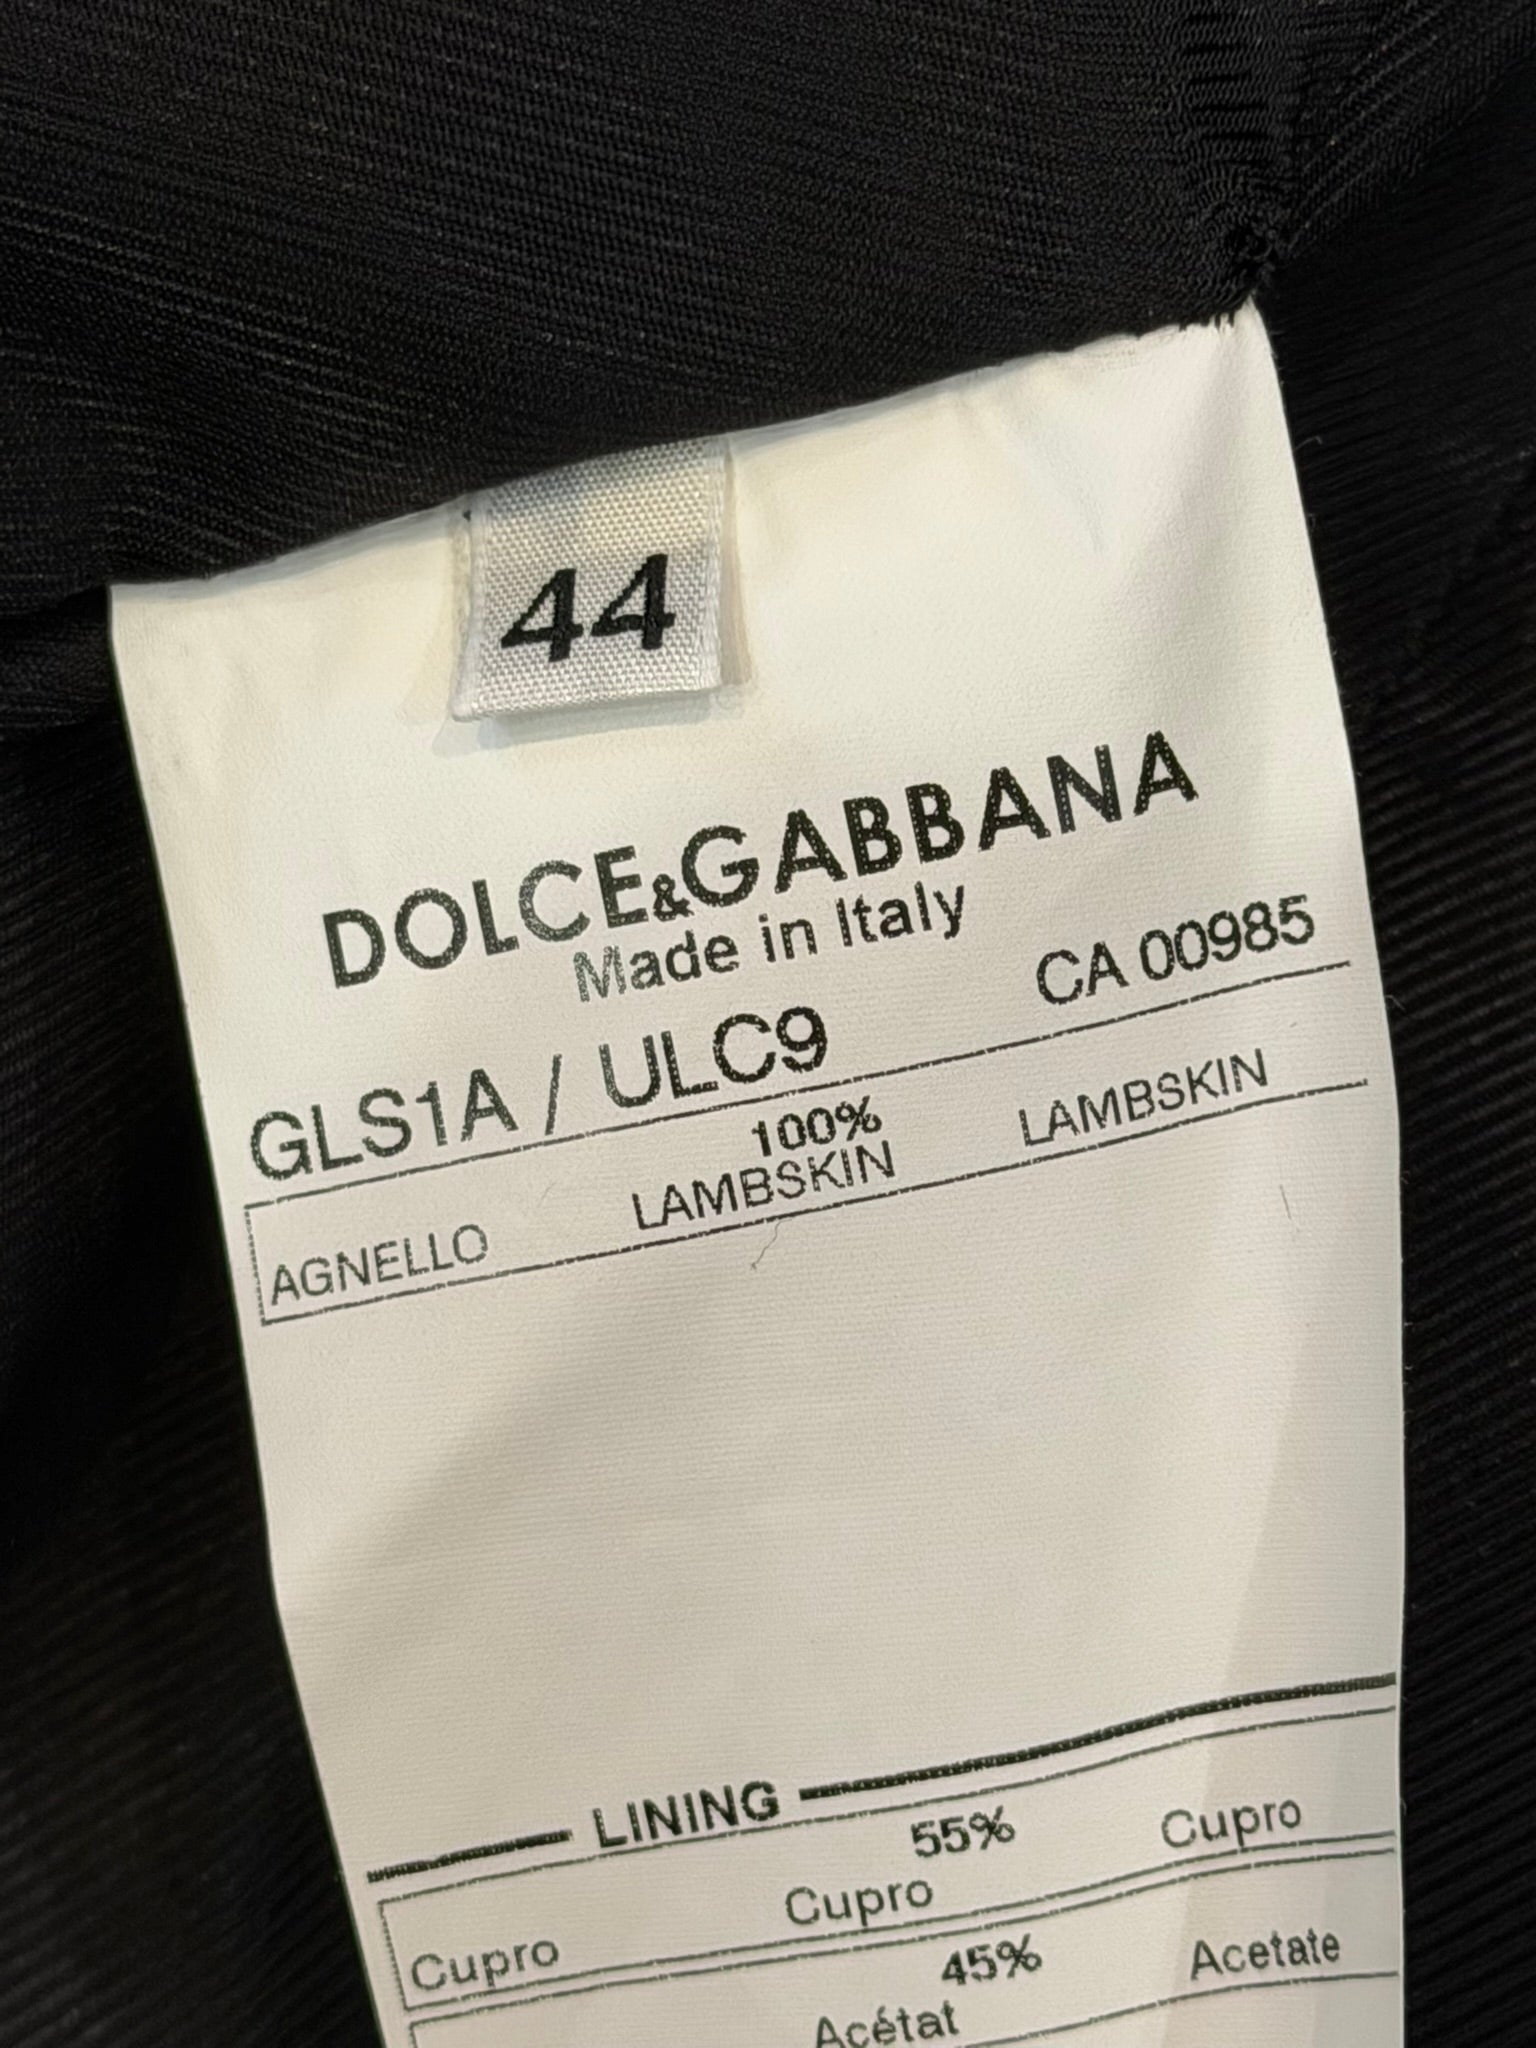 44
DOLCE&GABBANA
Made in Italy
CA 00985
GLS1A / ULC9
100%
AGNELLO LAMBSKIN LAMBSKIN
LINING
55%
Cupro Cupro Cupro
45%
Acétat Acetate